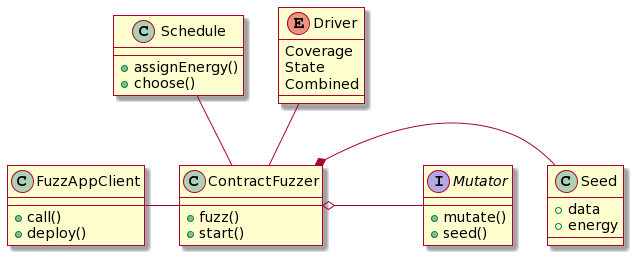 C Schedule
assignEnergy()
choose()
E Driver
Coverage
State
Combined
C FuzzAppClient
call()
deploy()
C ContractFuzzer
fuzz()
start()
I Mutator
mutate()
seed()
C Seed
data
energy